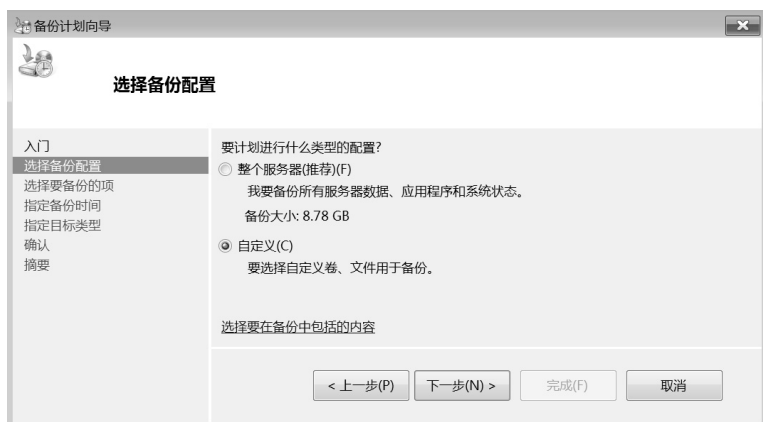 备份计划向导
选择备份配置
入门
选择备份配置
选择要备份的项
指定备份时间
指定目标类型
确认
摘要
要计划进行什么类型的配置?
整个服务器(推荐)(F)
我要备份所有服务器数据、应用程序和系统状态。
备份大小: 8.78 GB
自定义(C)
要选择自定义卷、文件用于备份。
选择要在备份中包括的内容
< 上一步(P)
下一步(N) >
完成(F)
取消